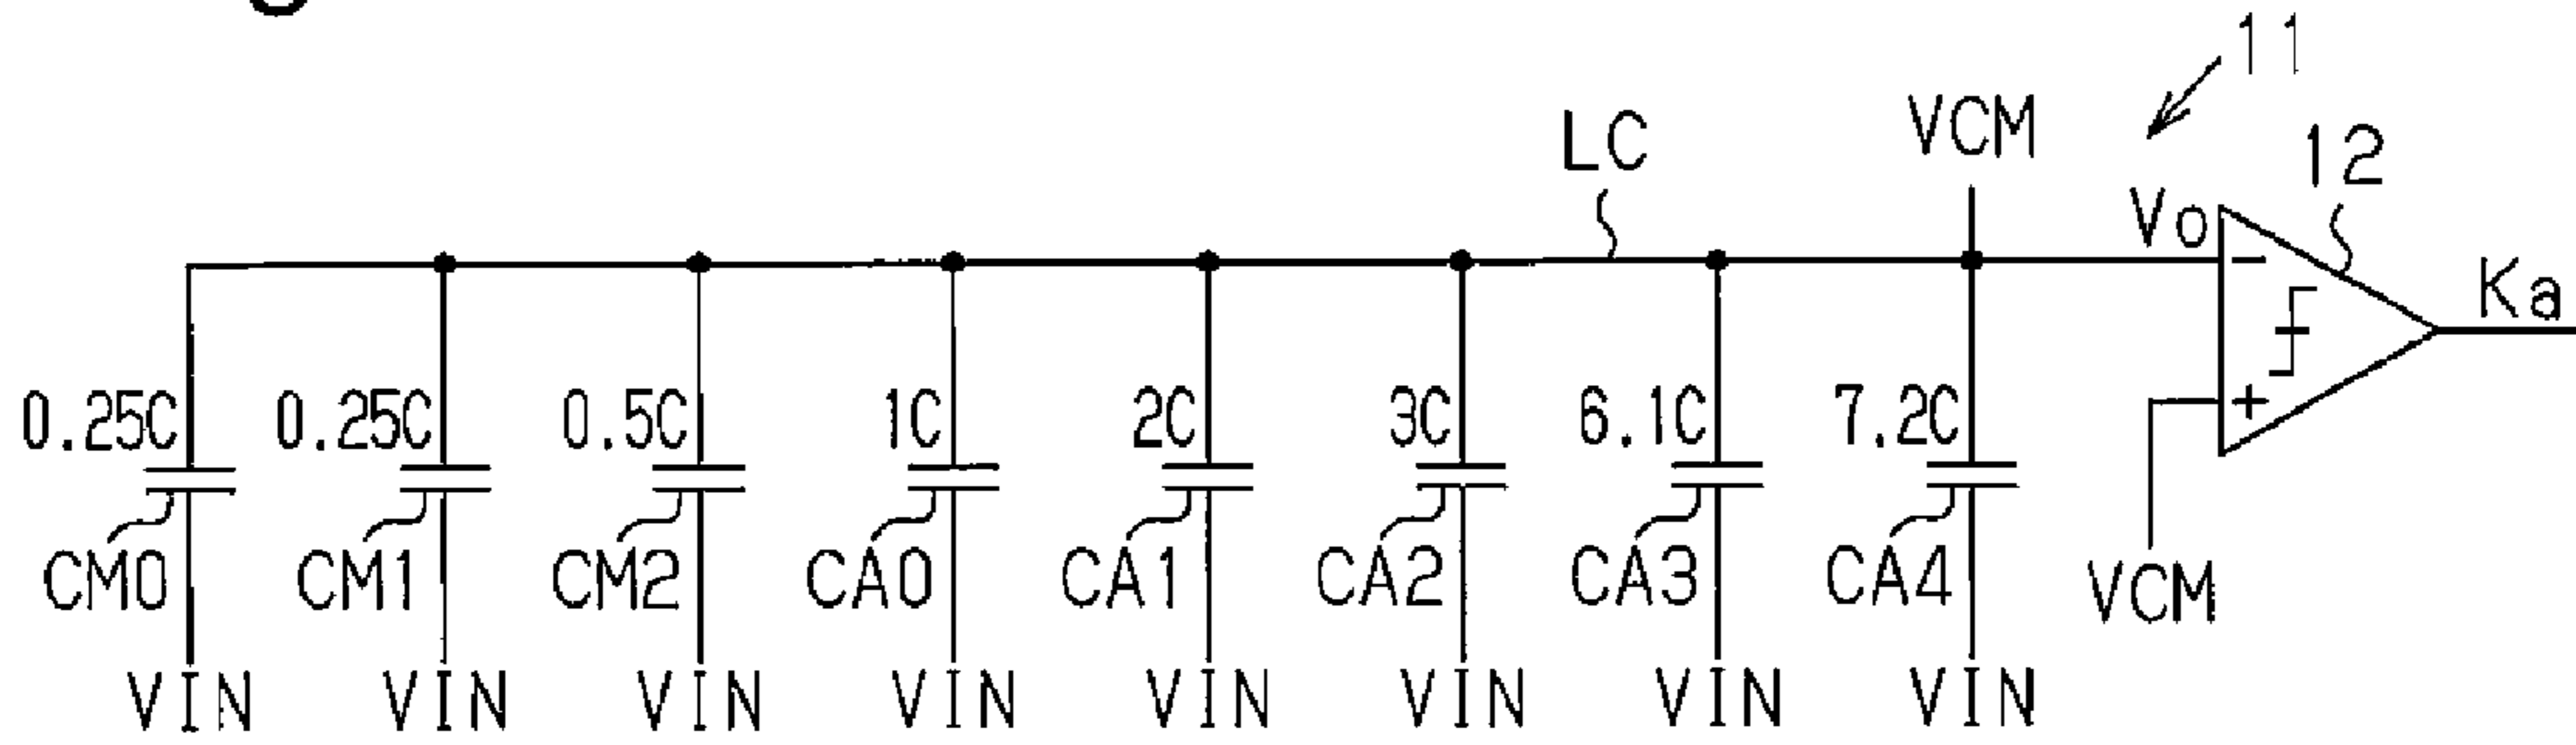 11
VCM
LC
12
Vo
−
Ka
0.25C 0.25C 0.5C 1C 2C 3C 6.1C 7.2C
+
CM0 CM1 CM2 CA0 CA1 CA2 CA3 CA4
VCM
VIN VIN VIN VIN VIN VIN VIN VIN